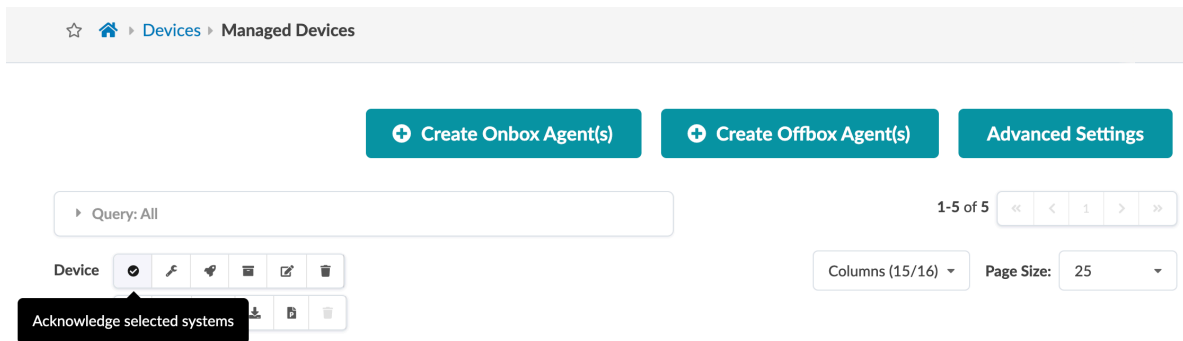 Devices Managed Devices
Create Onbox Agent(s) Create Offbox Agent(s) Advanced Settings
Query: All
1-5 of 5 « < 1 > »
Device
Columns (15/16) Page Size: 25
Acknowledge selected systems